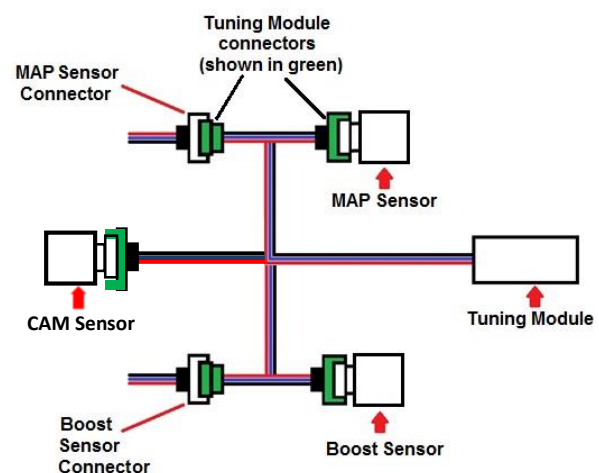 Tuning Module
connectors
(shown in green)
MAP Sensor
Connector
MAP Sensor
CAM Sensor
Tuning Module
Boost
Sensor
Connector
Boost Sensor